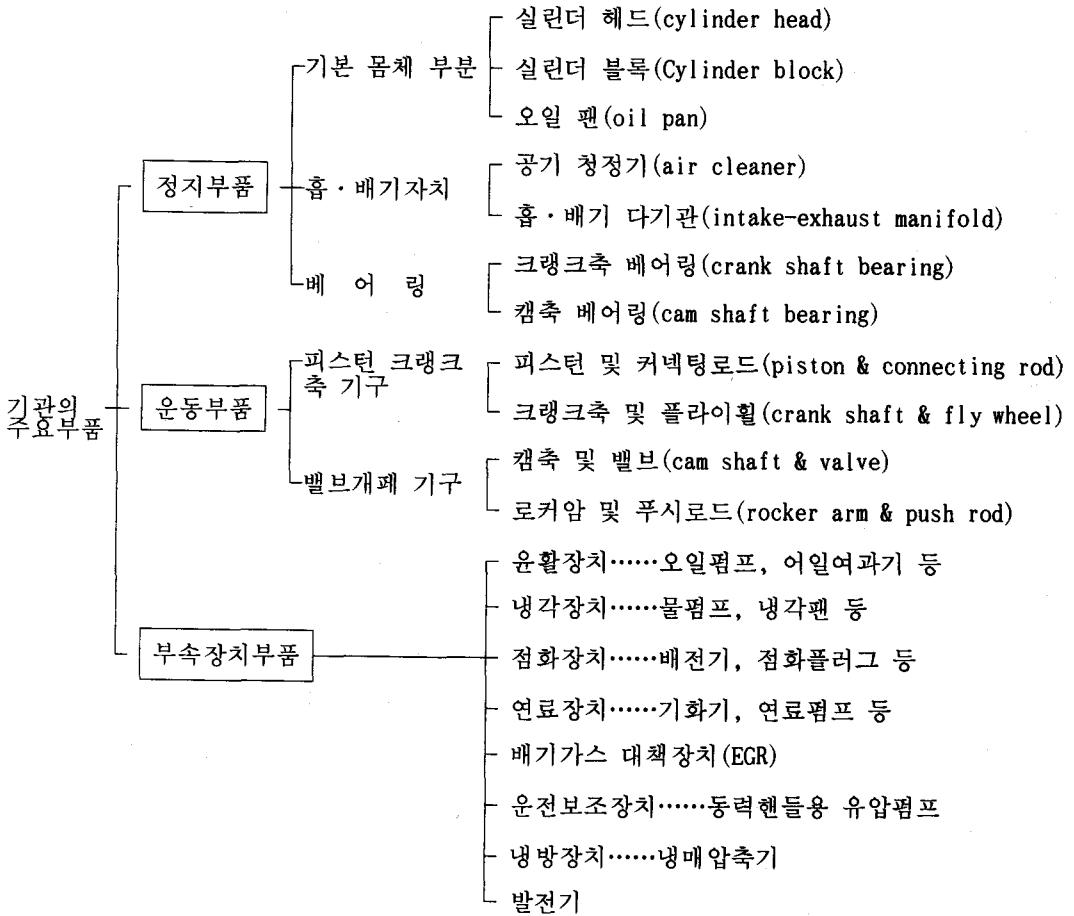 실린더 헤드(cylinder head)
기본 몸체 부분
실린더 블록(Cylinder block)
오일 팬(oil pan)
정지부품
공기 청정기(air cleaner)
흡·배기자치
흡·배기 다기관(intake-exhaust manifold)
베 어 링
크랭크축 베어링(crank shaft bearing)
캠축 베어링(cam shaft bearing)
기관의
주요부품
운동부품
피스턴 크랭크
축 기구
피스턴 및 커넥팅로드(piston & connecting rod)
크랭크축 및 플라이휠(crank shaft & fly wheel)
밸브개폐 기구
캠축 및 밸브(cam shaft & valve)
로커암 및 푸시로드(rocker arm & push rod)
부속장치부품
윤활장치……오일펌프, 어일여과기 등
냉각장치……물펌프, 냉각팬 등
점화장치……배전기, 점화플러그 등
연료장치……기화기, 연료펌프 등
배기가스 대책장치(EGR)
운전보조장치……동력핸들용 유압펌프
냉방장치……냉매압축기
발전기